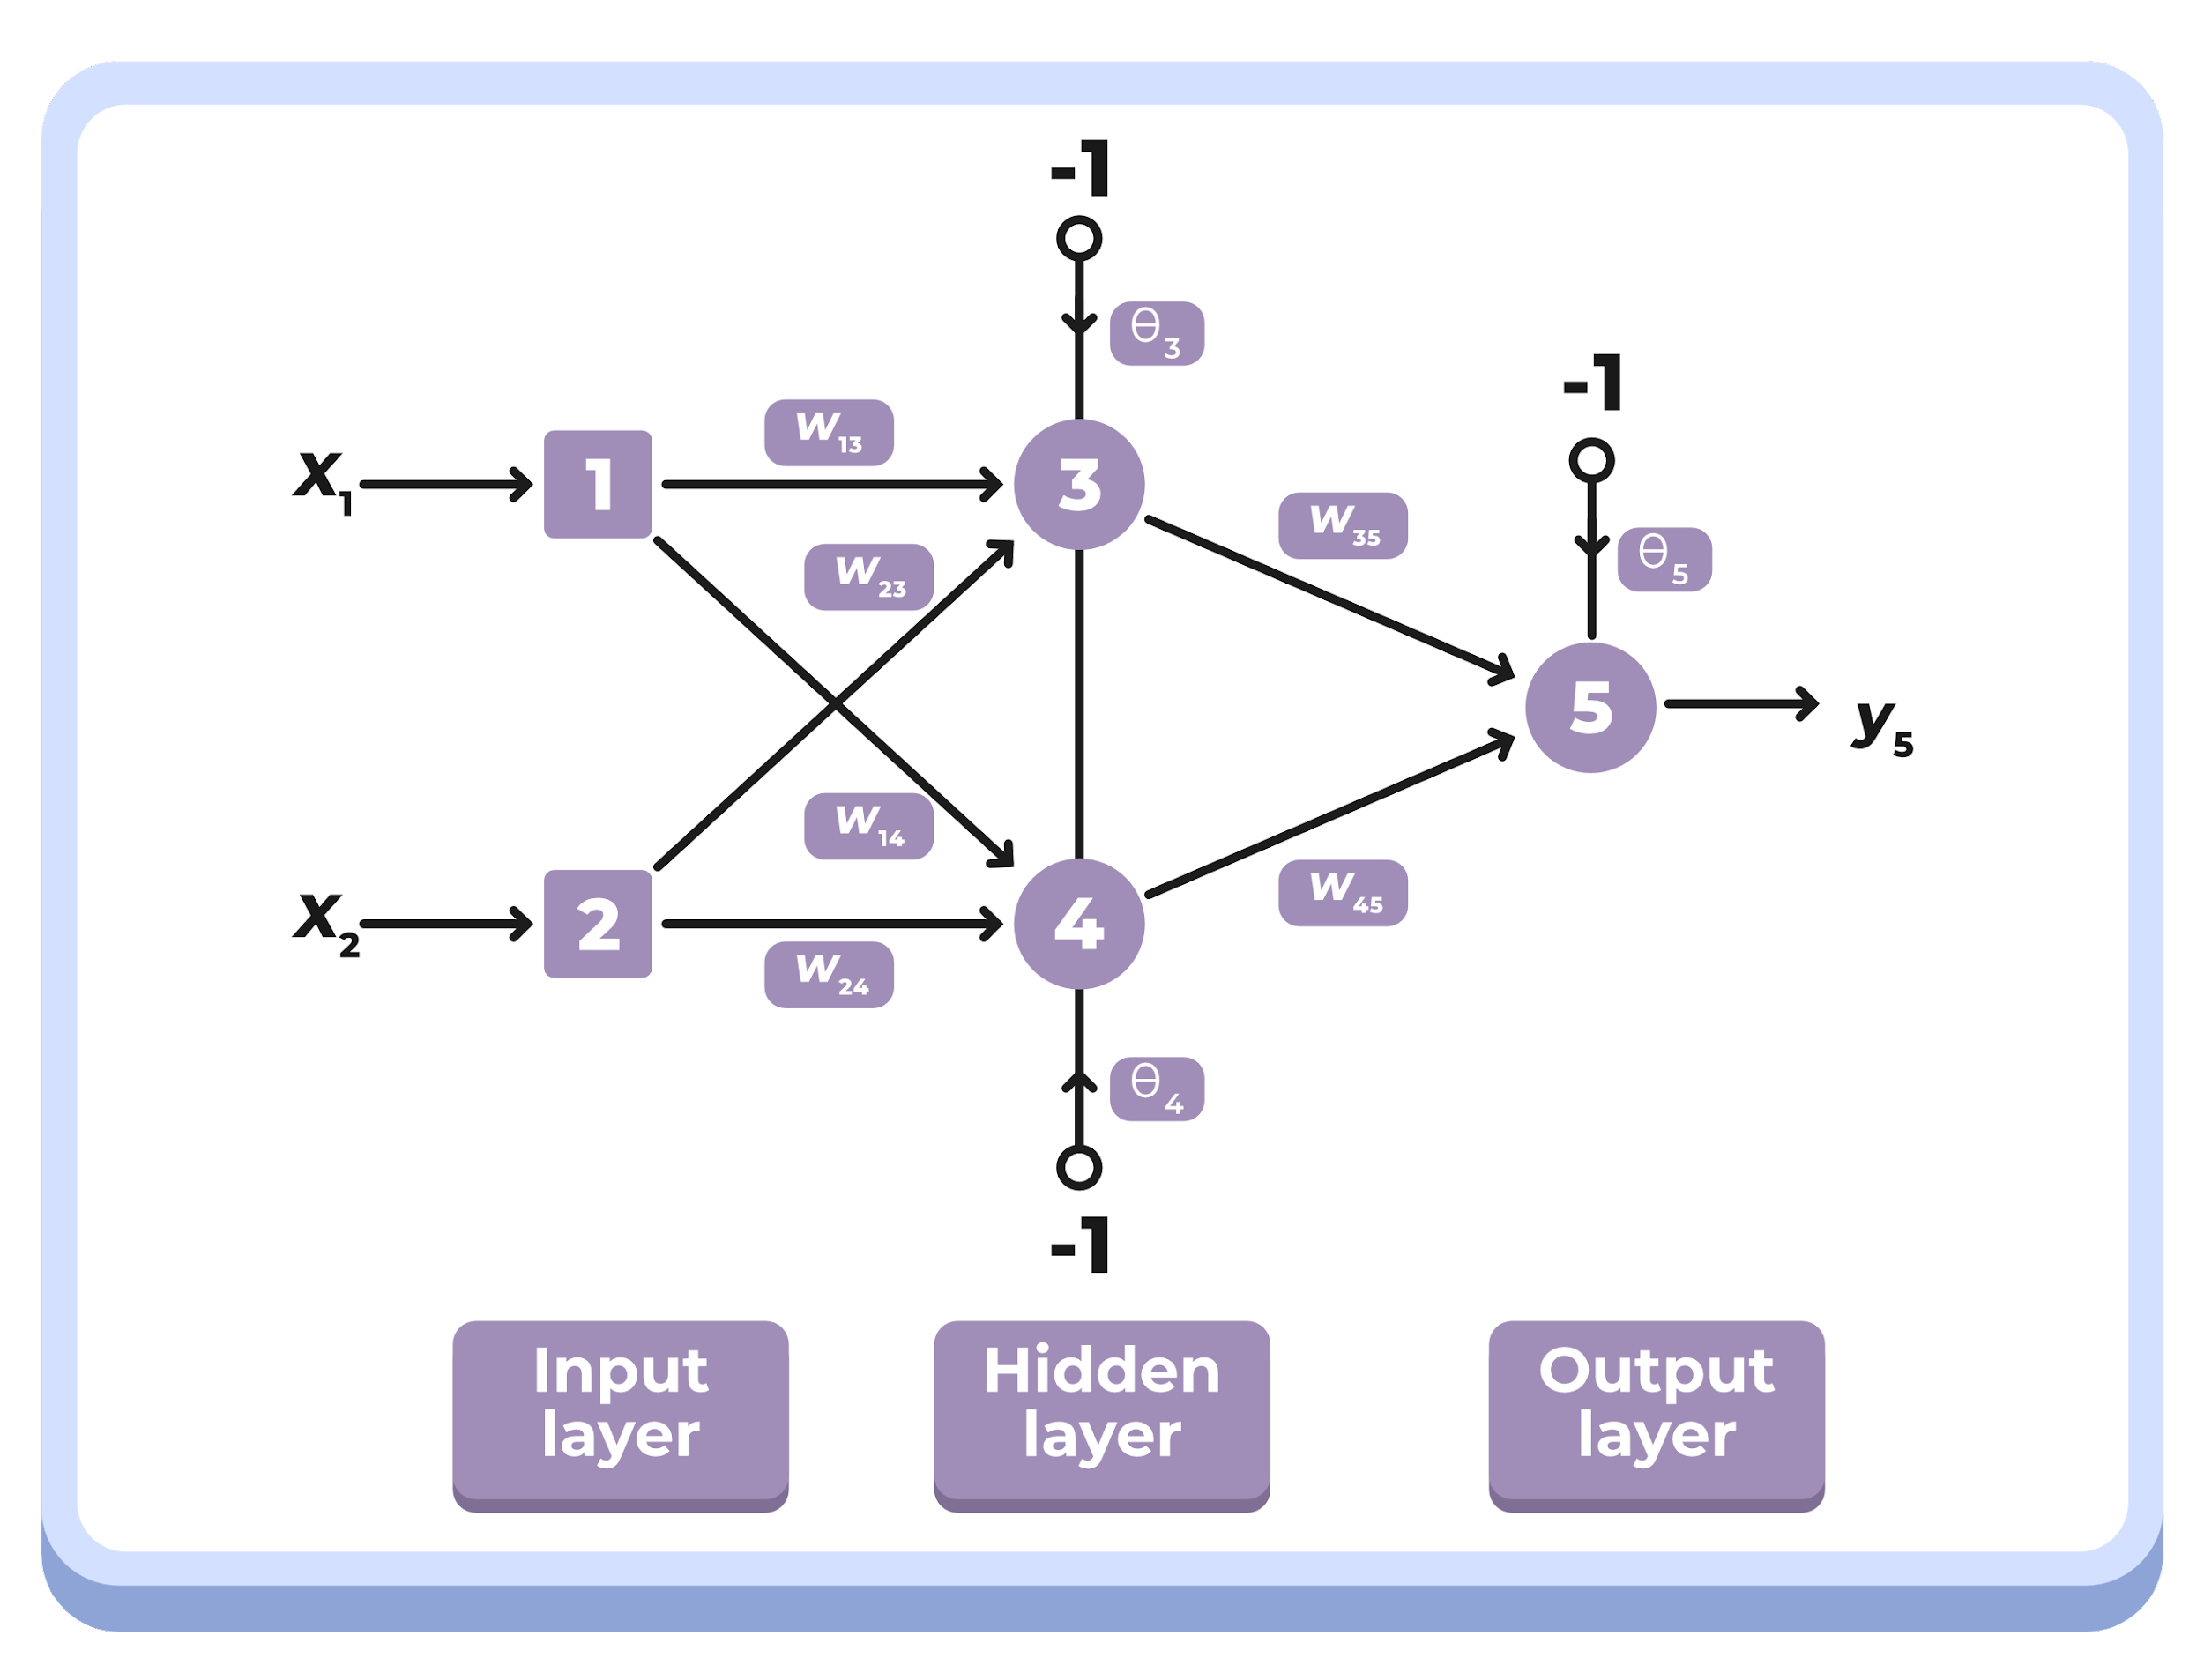 -1
θ3
-1
w13
x1
1
3
w35
θ5
w23
5
y5
w14
w45
x2
2
4
w24
θ4
-1
Input
layer
Hidden
layer
Output
layer